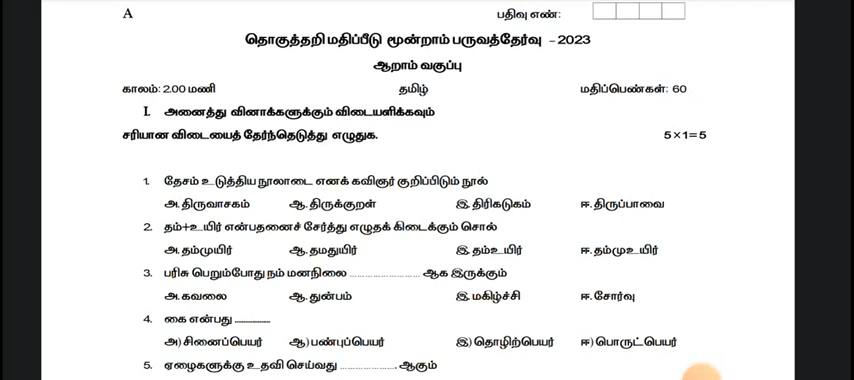 A பதிவு எண்:
தொகுத்தறி மதிப்பீடு மூன்றாம் பருவத்தேர்வு - 2023
ஆறாம் வகுப்பு
காலம்: 2.00 மணி தமிழ் மதிப்பெண்கள்: 60
I. அனைத்து வினாக்களுக்கும் விடையளிக்கவும்
சரியான விடையைத் தேர்ந்தெடுத்து எழுதுக. 5×1=5
1. தேசம் உடுத்திய நூலாடை எனக் கவிஞர் குறிப்பிடும் நூல்
அ. திருவாசகம் ஆ. திருக்குறள் இ. திரிகடுகம் ஈ. திருப்பாவை
2. தம்+உயிர் என்பதனைச் சேர்த்து எழுதக் கிடைக்கும் சொல்
அ. தம்முயிர் ஆ. தமதுயிர் இ. தம்உயிர் ஈ. தம்முஉயிர்
3. பரிசு பெறும்போது நம் மனநிலை ........................ ஆக இருக்கும்
அ. கவலை ஆ. துன்பம் இ. மகிழ்ச்சி ஈ. சோர்வு
4. கை என்பது ................
அ) சினைப்பெயர் ஆ) பண்புப்பெயர் இ) தொழிற்பெயர் ஈ) பொருட்பெயர்
5. ஏழைகளுக்கு உதவி செய்வது .................... ஆகும்